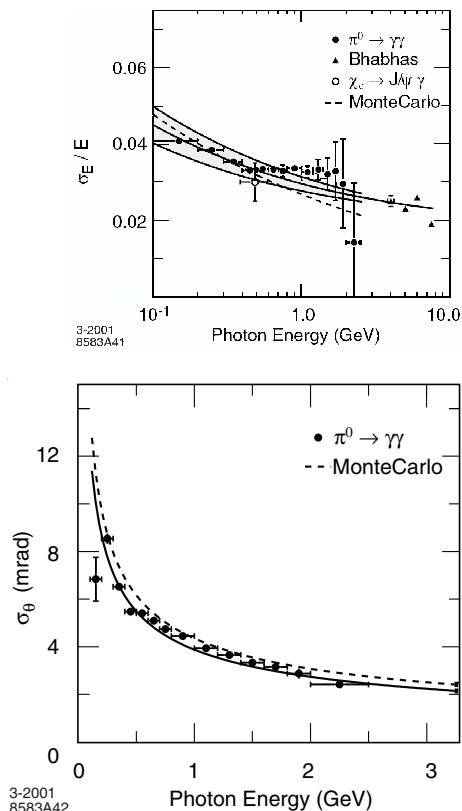 π⁰ → γγ
Bhabhas
χc → J/ψ γ
MonteCarlo
0.06
0.04
0.02
σE / E
10⁻¹
1.0
10.0
Photon Energy (GeV)
3-2001
8583A41
π⁰ → γγ
MonteCarlo
12
8
4
0
σθ (mrad)
0
1
2
3
Photon Energy (GeV)
3-2001
8583A42